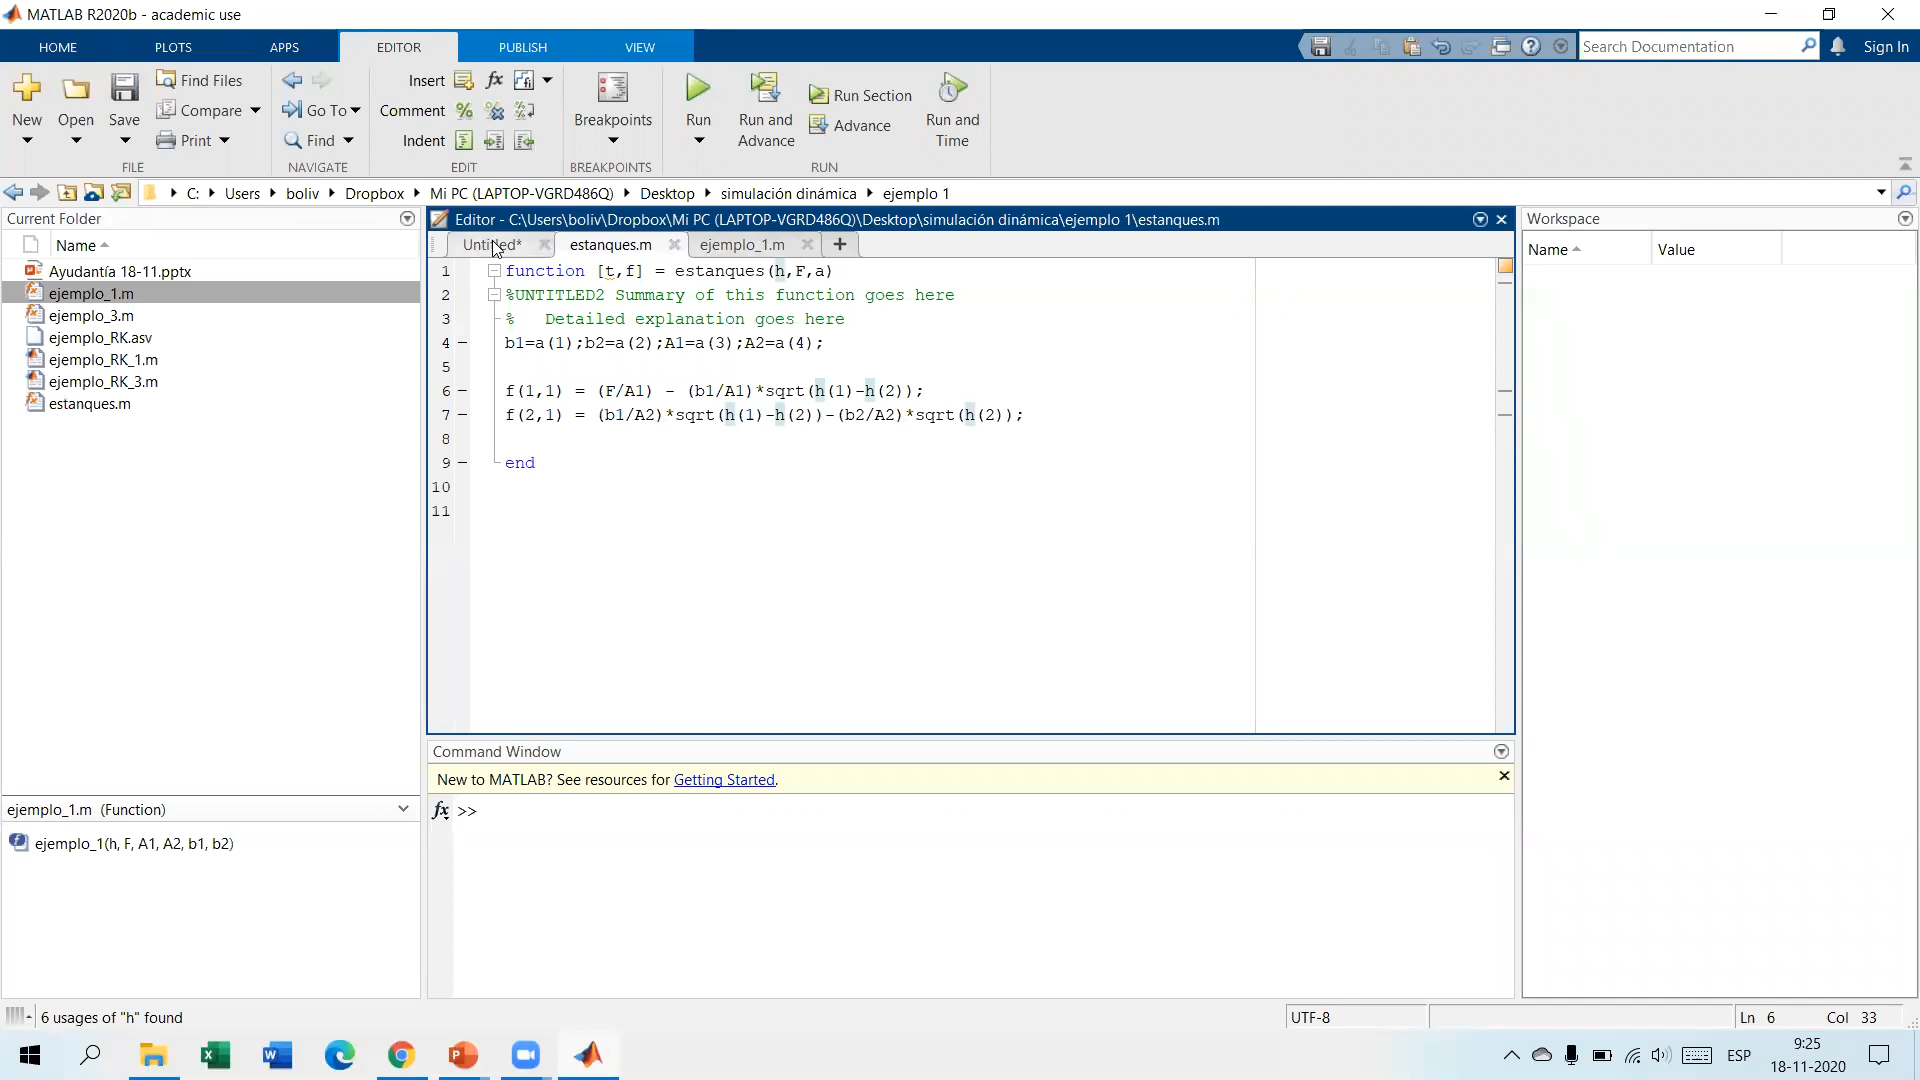 MATLAB R2020b - academic use
HOME
PLOTS
APPS
EDITOR
PUBLISH
VIEW
Search Documentation
Sign In
New
Open
Save
Find Files
Compare
Print
Go To
Find
Insert
Comment
Indent
fx
Breakpoints
Run
Run and Advance
Run Section
Advance
Run and Time
FILE
NAVIGATE
EDIT
BREAKPOINTS
RUN
C: Users boliv Dropbox Mi PC (LAPTOP-VGRD486Q) Desktop simulación dinámica ejemplo 1
Current Folder
Name
Ayudantía 18-11.pptx
ejemplo_1.m
ejemplo_3.m
ejemplo_RK.asv
ejemplo_RK_1.m
ejemplo_RK_3.m
estanques.m
ejemplo_1.m (Function)
ejemplo_1(h, F, A1, A2, b1, b2)
Editor - C:\Users\boliv\Dropbox\Mi PC (LAPTOP-VGRD486Q)\Desktop\simulación dinámica\ejemplo 1\estanques.m
Untitled*
estanques.m
ejemplo_1.m
1 function [t,f] = estanques(h,F,a)
2 %UNTITLED2 Summary of this function goes here
3 % Detailed explanation goes here
4 b1=a(1);b2=a(2);A1=a(3);A2=a(4);
5
6 f(1,1) = (F/A1) - (b1/A1)*sqrt(h(1)-h(2));
7 f(2,1) = (b1/A2)*sqrt(h(1)-h(2))-(b2/A2)*sqrt(h(2));
8
9 end
10
11
Command Window
New to MATLAB? See resources for Getting Started.
fx >>
Workspace
Name
Value
6 usages of "h" found
UTF-8
Ln 6
Col 33
ESP
9:25
18-11-2020